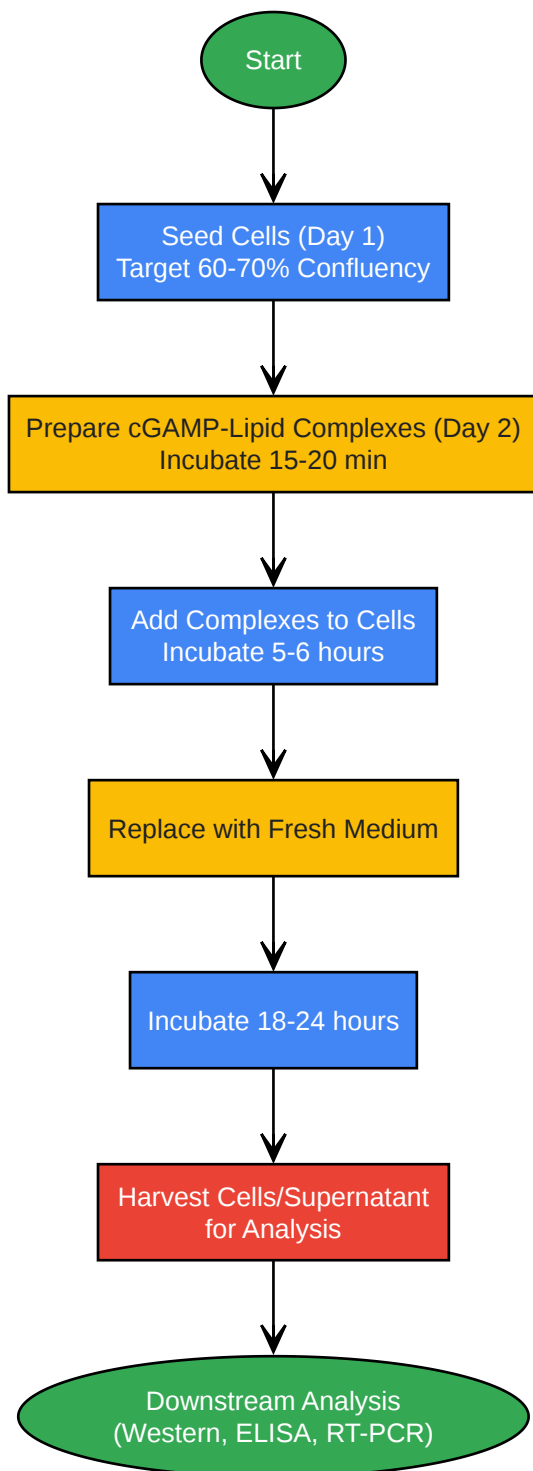 Start
Seed Cells (Day 1)
Target 60-70% Confluency
Prepare cGAMP-Lipid Complexes (Day 2)
Incubate 15-20 min
Add Complexes to Cells
Incubate 5-6 hours
Replace with Fresh Medium
Incubate 18-24 hours
Harvest Cells/Supernatant
for Analysis
Downstream Analysis
(Western, ELISA, RT-PCR)